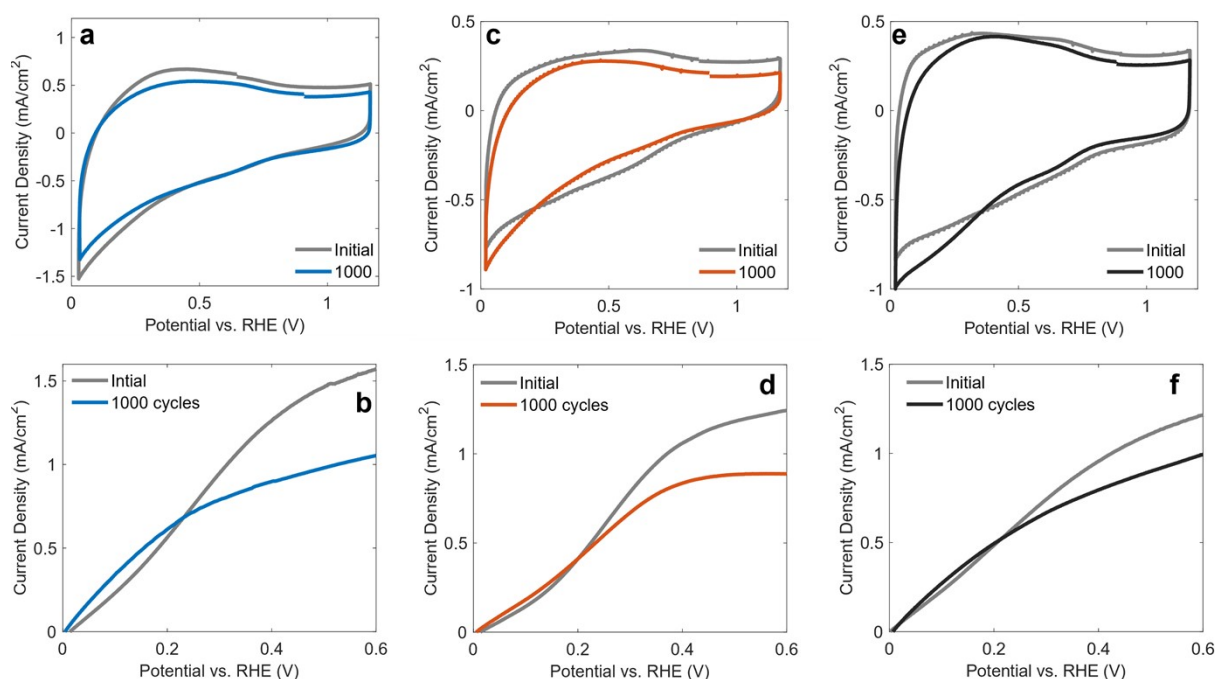 a
1
0.5
0
-0.5
-1
-1.5
Current Density (mA/cm²)
Initial
1000
0
0.5
1
Potential vs. RHE (V)
c
0.5
0
-0.5
-1
Current Density (mA/cm²)
Initial
1000
0
0.5
1
Potential vs. RHE (V)
e
0.5
0
-0.5
-1
Current Density (mA/cm²)
Initial
1000
0
0.5
1
Potential vs. RHE (V)
Intial
1000 cycles
b
1.5
1
0.5
0
Current Density (mA/cm²)
0
0.2
0.4
0.6
Potential vs. RHE (V)
Initial
1000 cycles
d
1.5
1
0.5
0
Current Density (mA/cm²)
0
0.2
0.4
0.6
Potential vs. RHE (V)
Initial
1000 cycles
f
1.5
1
0.5
0
Current Density (mA/cm²)
0
0.2
0.4
0.6
Potential vs. RHE (V)